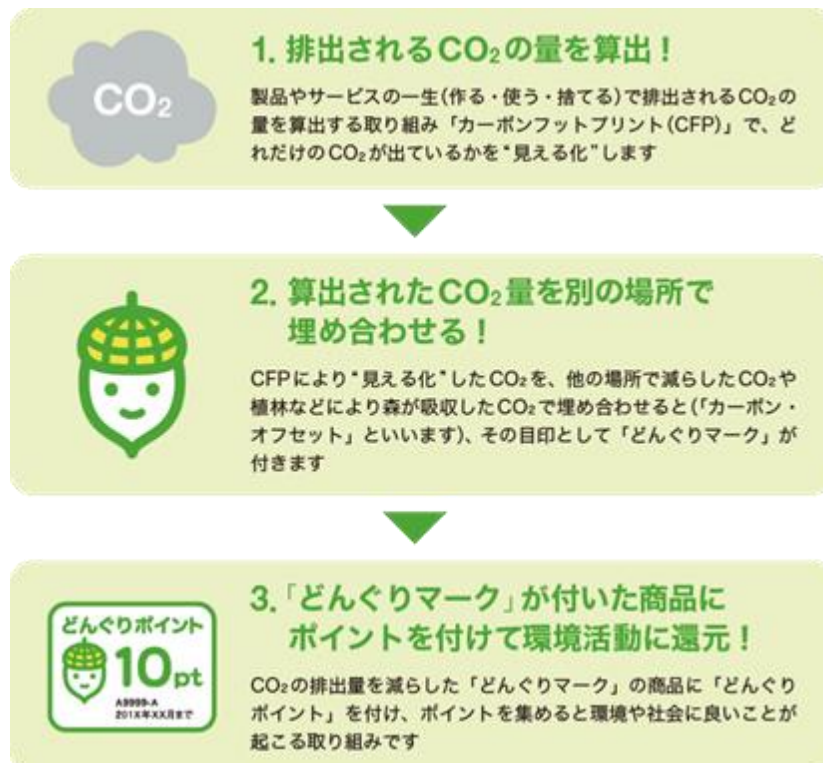 CO₂
1. 排出されるCO₂の量を算出！
製品やサービスの一生(作る・使う・捨てる)で排出されるCO₂の
量を算出する取り組み「カーボンフットプリント(CFP)」で、ど
れだけのCO₂が出ているかを“見える化”します
2. 算出されたCO₂量を別の場所で
埋め合わせる！
CFPにより“見える化”したCO₂を、他の場所で減らしたCO₂や
植林などにより森が吸収したCO₂で埋め合わせると(「カーボン・
オフセット」といいます)、その目印として「どんぐりマーク」が
付きます
どんぐりポイント
10pt
A9999-A
201X年XX月まで
3.「どんぐりマーク」が付いた商品に
ポイントを付けて環境活動に還元！
CO₂の排出量を減らした「どんぐりマーク」の商品に「どんぐり
ポイント」を付け、ポイントを集めると環境や社会に良いことが
起こる取り組みです